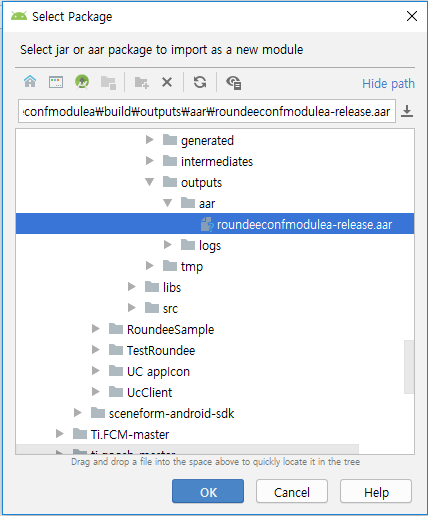 Select Package
Select jar or aar package to import as a new module
Hide path
confmodulea₩build₩outputs₩aar₩roundeeconfmodulea-release.aar
generated
intermediates
outputs
aar
roundeeconfmodulea-release.aar
logs
tmp
libs
src
RoundeeSample
TestRoundee
UC appIcon
UcClient
sceneform-android-sdk
Ti.FCM-master
Drag and drop a file into the space above to quickly locate it in the tree
OK
Cancel
Help